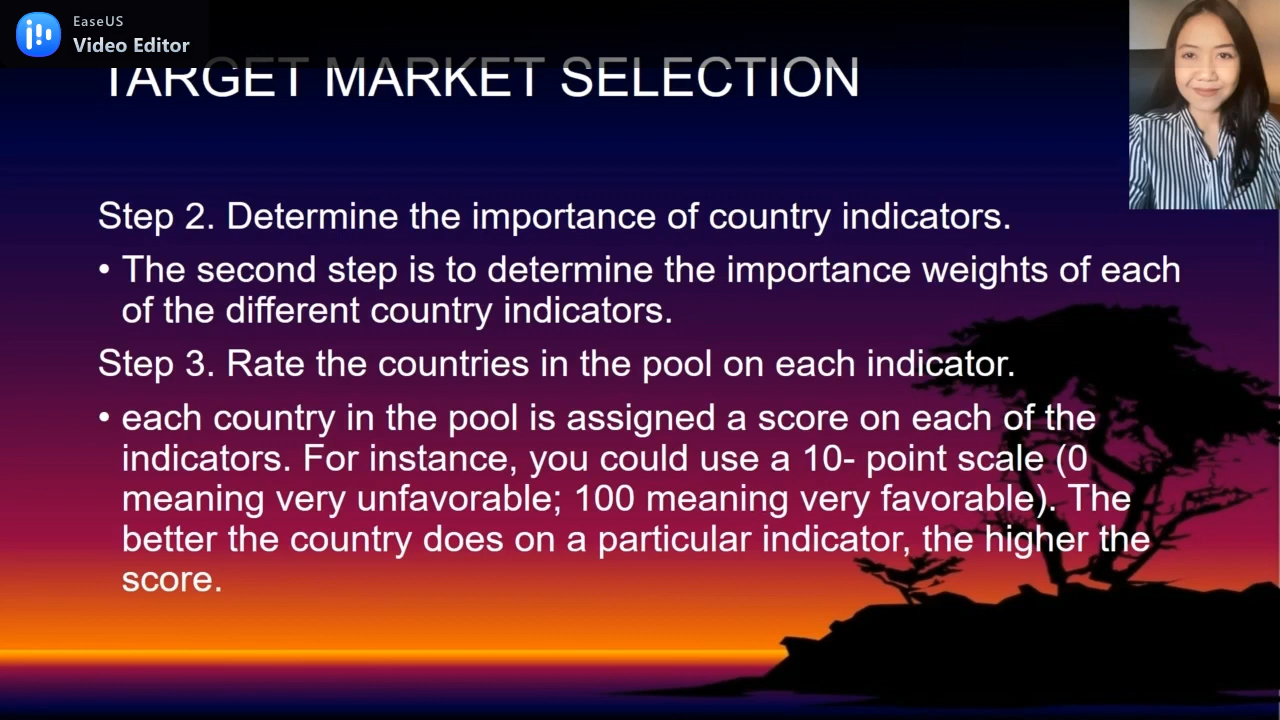 EaseUS
Video Editor
TARGET MARKET SELECTION
Step 2. Determine the importance of country indicators.
• The second step is to determine the importance weights of each
of the different country indicators.
Step 3. Rate the countries in the pool on each indicator.
• each country in the pool is assigned a score on each of the
indicators. For instance, you could use a 10- point scale (0
meaning very unfavorable; 100 meaning very favorable). The
better the country does on a particular indicator, the higher the
score.